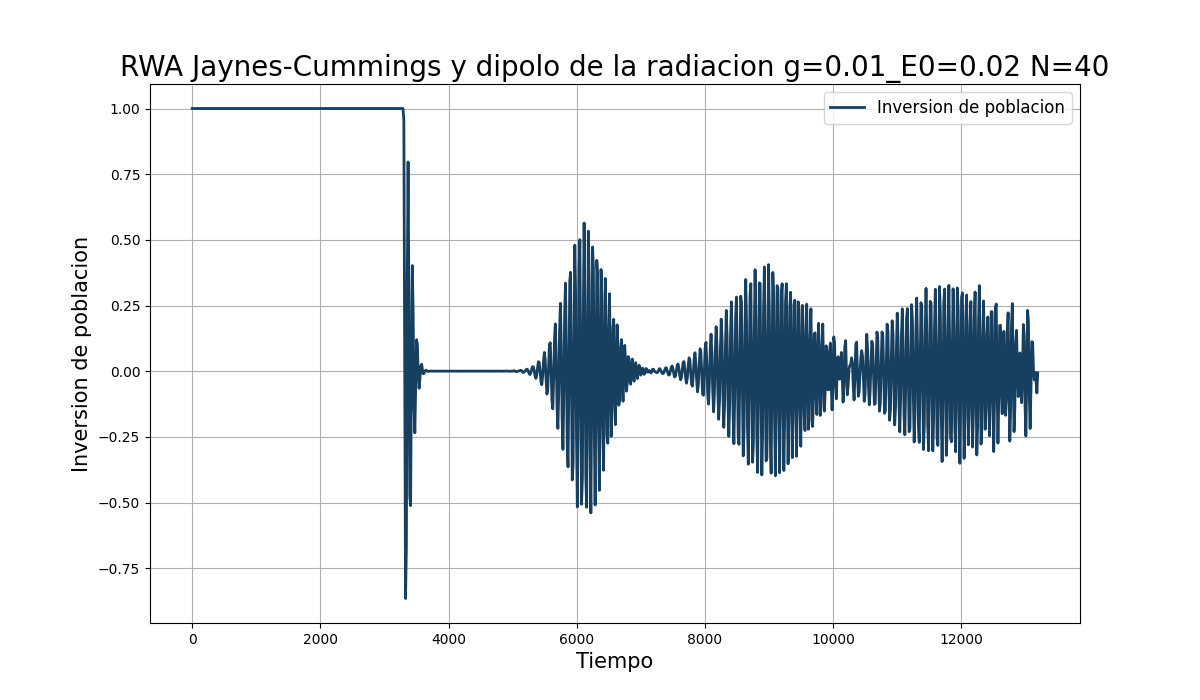 RWA Jaynes-Cummings y dipolo de la radiacion g=0.01_E0=0.02 N=40
Inversion de poblacion
Inversion de poblacion
1.00
0.75
0.50
0.25
0.00
−0.25
−0.50
−0.75
0 2000 4000 6000 8000 10000 12000
Tiempo